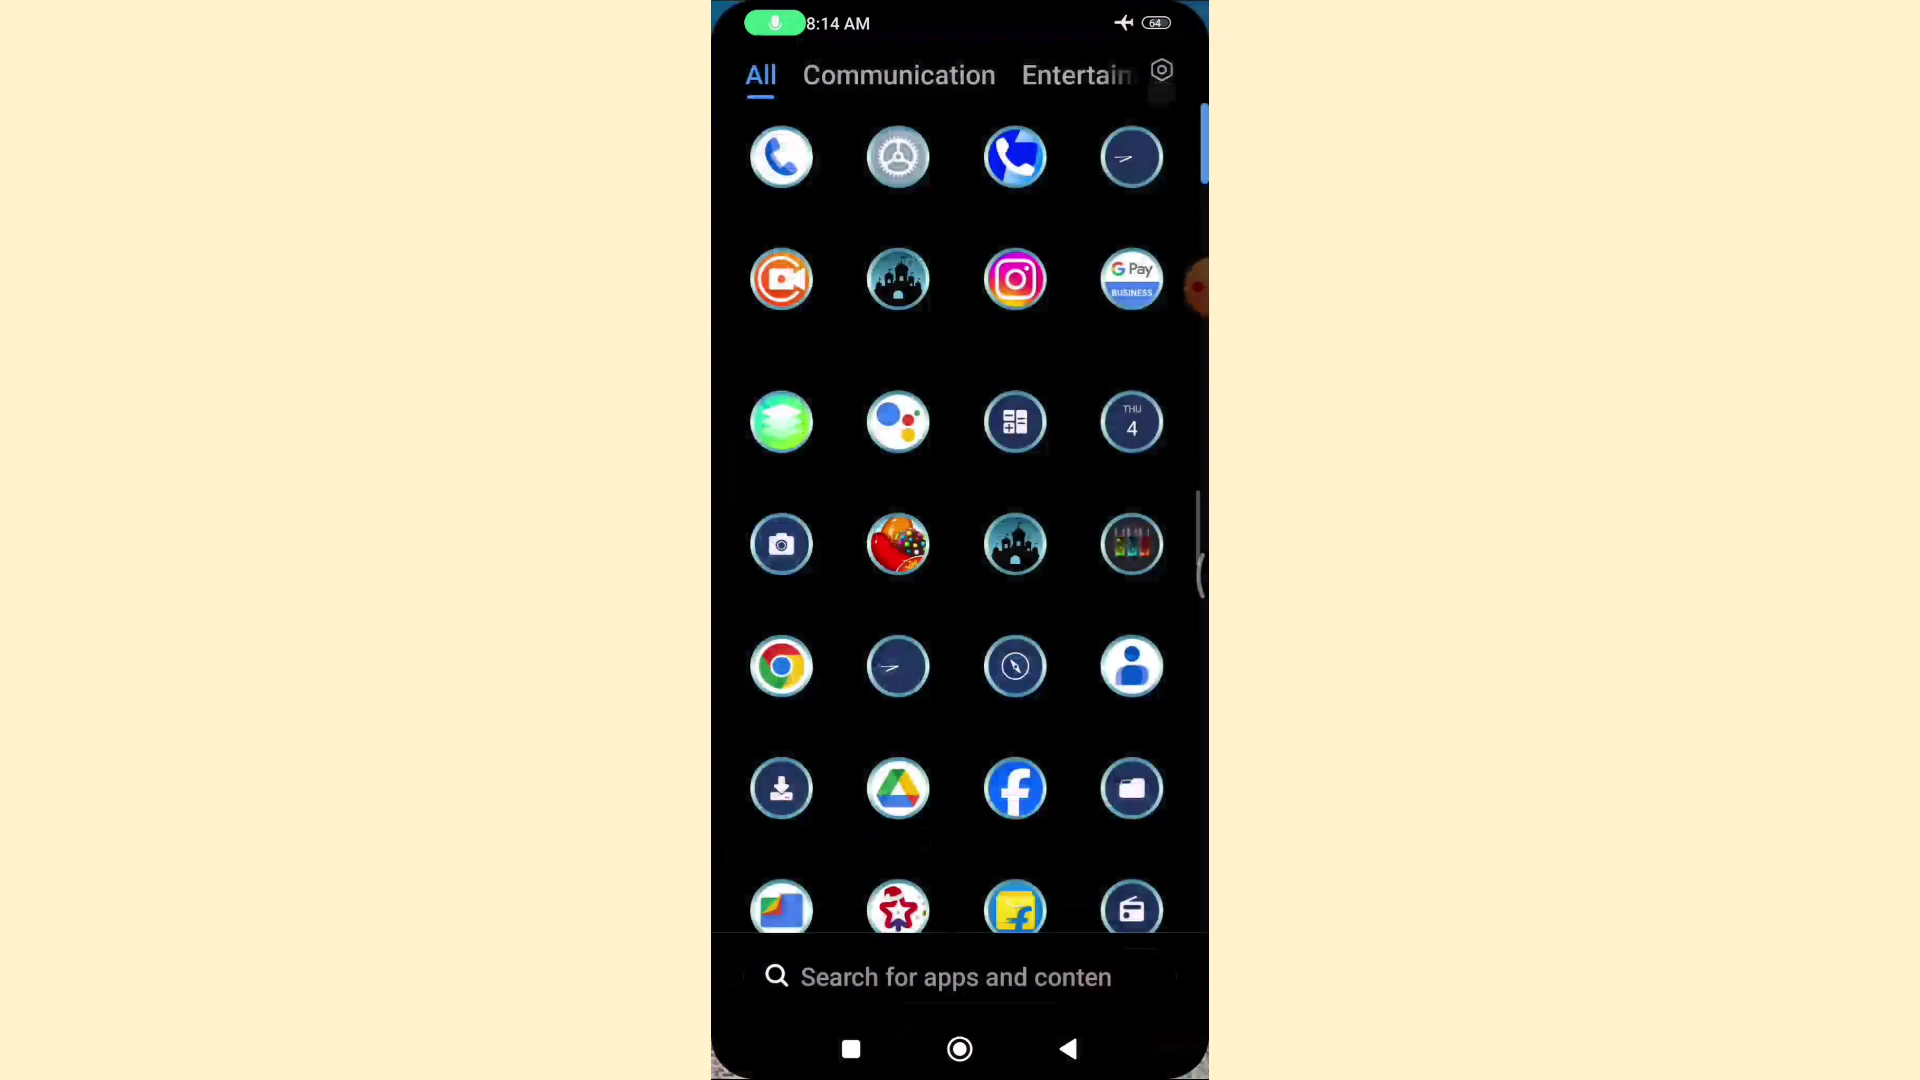 8:14 AM
64
All Communication Entertain
G Pay
BUSINESS
THU
4
Search for apps and conten